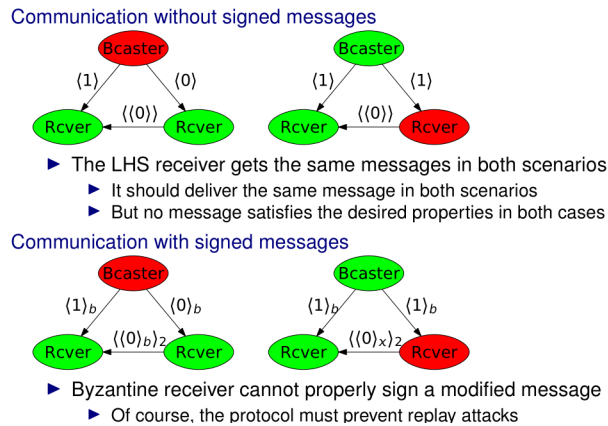 Communication without signed messages
Bcaster Bcaster
⟨1⟩ ⟨0⟩ ⟨1⟩ ⟨1⟩
⟨⟨0⟩⟩ ⟨⟨0⟩⟩
Rcver Rcver Rcver Rcver
The LHS receiver gets the same messages in both scenarios
It should deliver the same message in both scenarios
But no message satisfies the desired properties in both cases
Communication with signed messages
Bcaster Bcaster
⟨1⟩b ⟨0⟩b ⟨1⟩b ⟨1⟩b
⟨⟨0⟩b⟩2 ⟨⟨0⟩x⟩2
Rcver Rcver Rcver Rcver
Byzantine receiver cannot properly sign a modified message
Of course, the protocol must prevent replay attacks